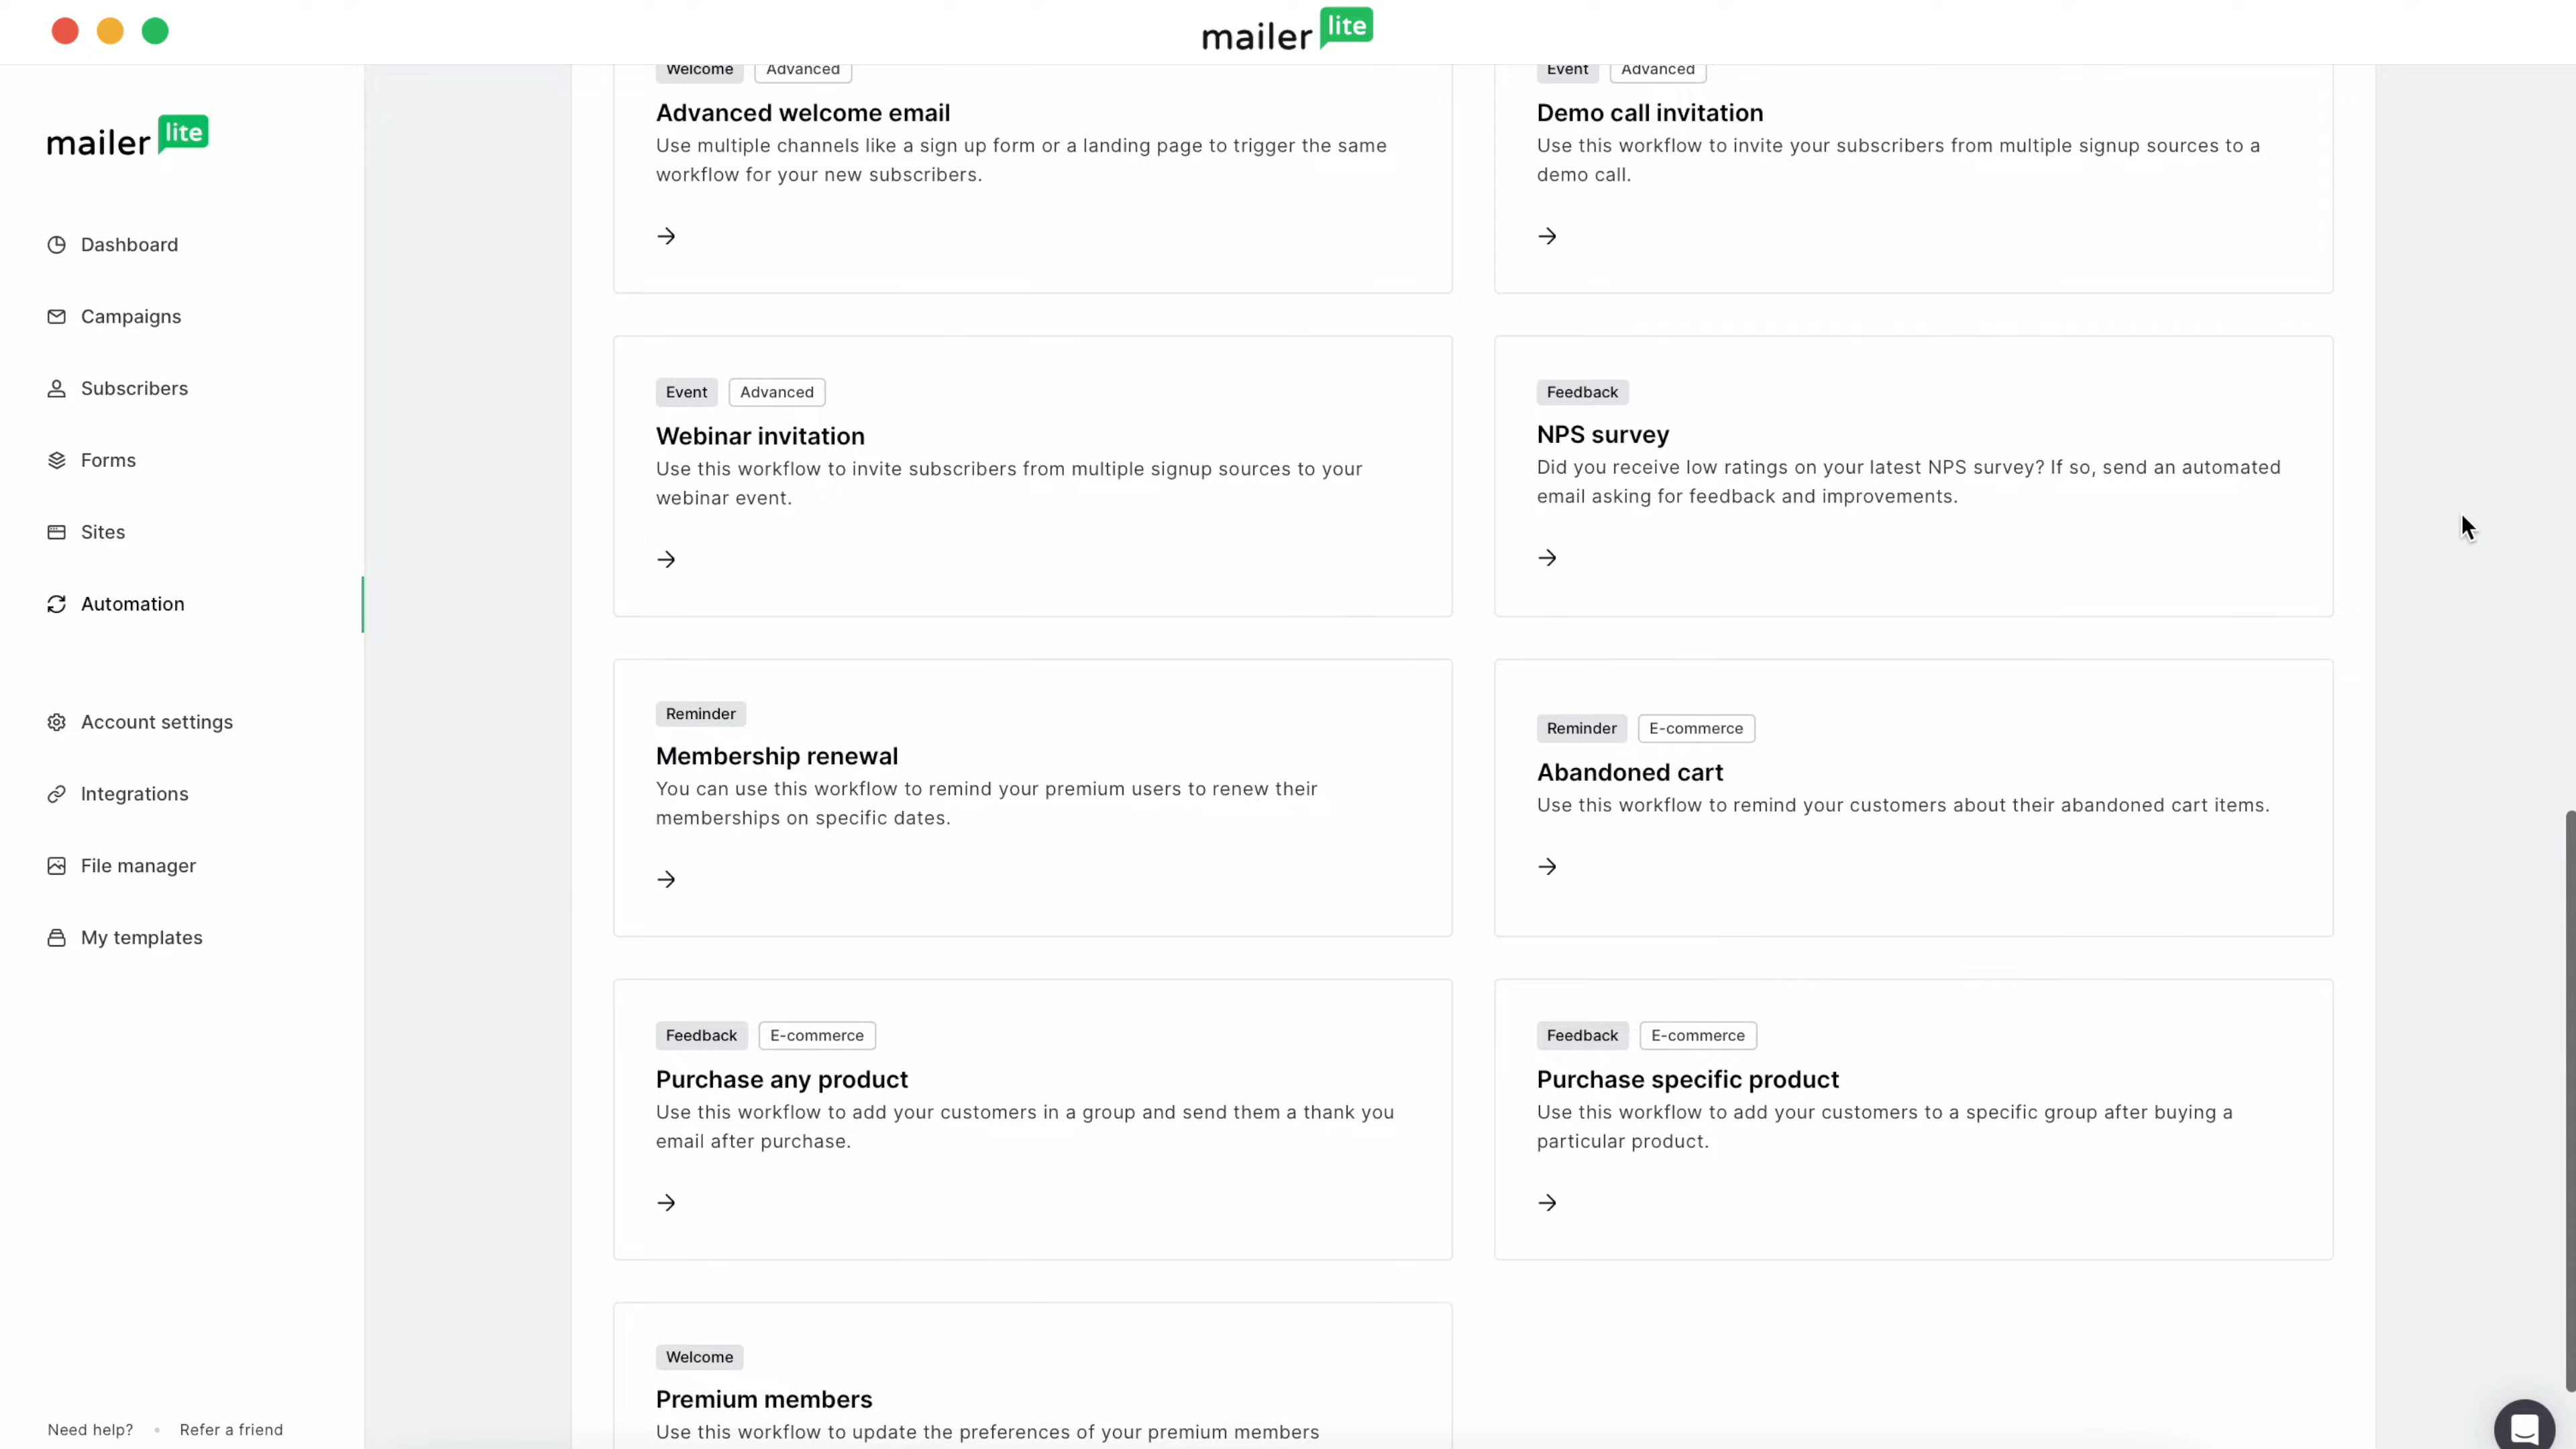 mailer lite
mailer lite
Dashboard
Campaigns
Subscribers
Forms
Sites
Automation
Account settings
Integrations
File manager
My templates
Need help? • Refer a friend
Welcome Advanced
Advanced welcome email
Use multiple channels like a sign up form or a landing page to trigger the same
workflow for your new subscribers.
Event Advanced
Demo call invitation
Use this workflow to invite your subscribers from multiple signup sources to a
demo call.
Event Advanced
Webinar invitation
Use this workflow to invite subscribers from multiple signup sources to your
webinar event.
Feedback
NPS survey
Did you receive low ratings on your latest NPS survey? If so, send an automated
email asking for feedback and improvements.
Reminder
Membership renewal
You can use this workflow to remind your premium users to renew their
memberships on specific dates.
Reminder E-commerce
Abandoned cart
Use this workflow to remind your customers about their abandoned cart items.
Feedback E-commerce
Purchase any product
Use this workflow to add your customers in a group and send them a thank you
email after purchase.
Feedback E-commerce
Purchase specific product
Use this workflow to add your customers to a specific group after buying a
particular product.
Welcome
Premium members
Use this workflow to update the preferences of your premium members